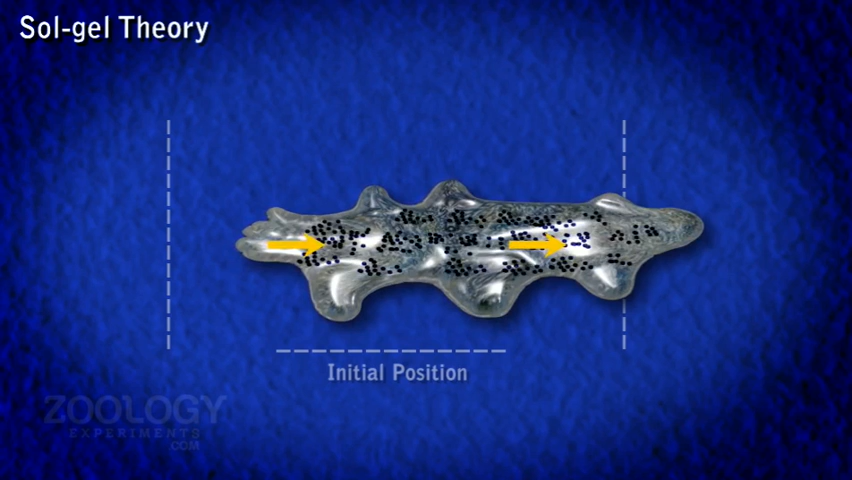 Sol-gel Theory
Initial Position
ZOOLOGY
EXPERIMENTS
.COM